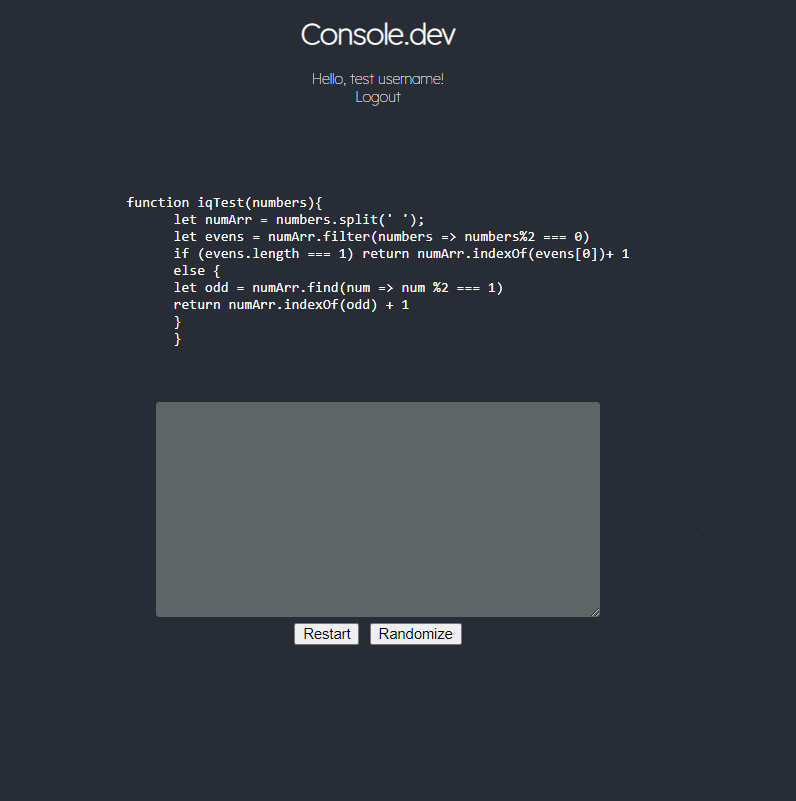 Console.dev
Hello, test username!
Logout
function iqTest(numbers){
let numArr = numbers.split(' ');
let evens = numArr.filter(numbers => numbers%2 === 0)
if (evens.length === 1) return numArr.indexOf(evens[0])+ 1
else {
let odd = numArr.find(num => num %2 === 1)
return numArr.indexOf(odd) + 1
}
}
Restart Randomize